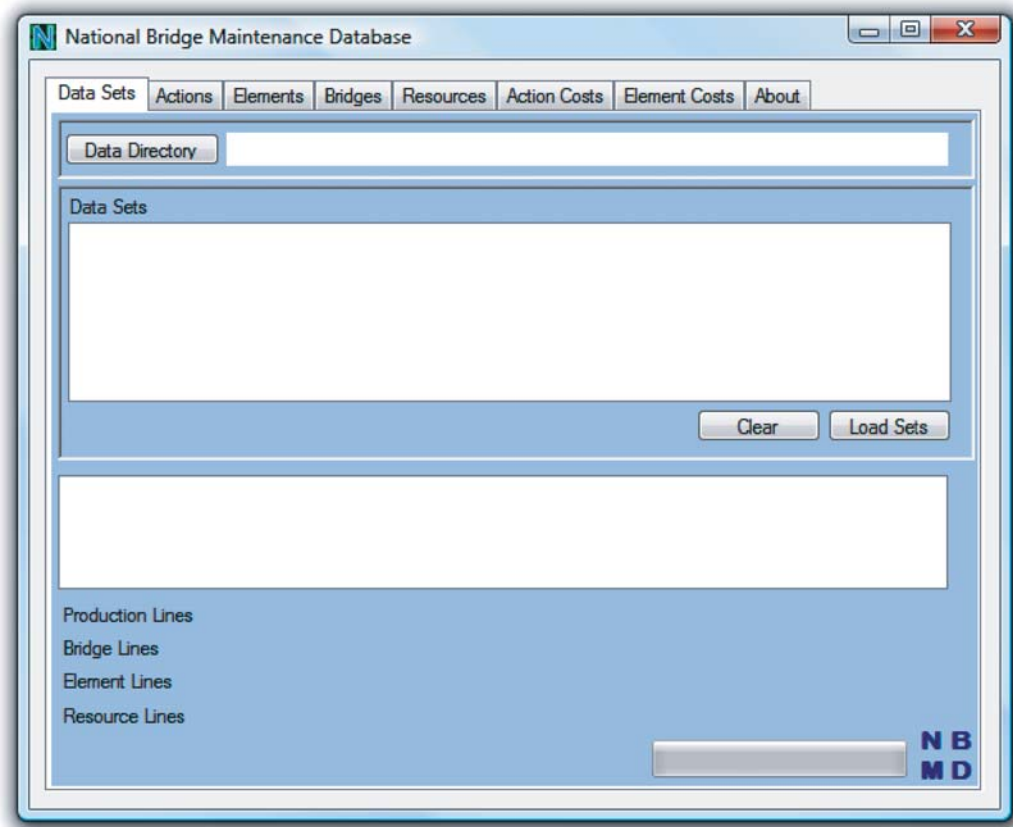 N National Bridge Maintenance Database
Data Sets Actions Elements Bridges Resources Action Costs Element Costs About
Data Directory
Data Sets
Clear Load Sets
Production Lines
Bridge Lines
Element Lines
Resource Lines
N B
M D